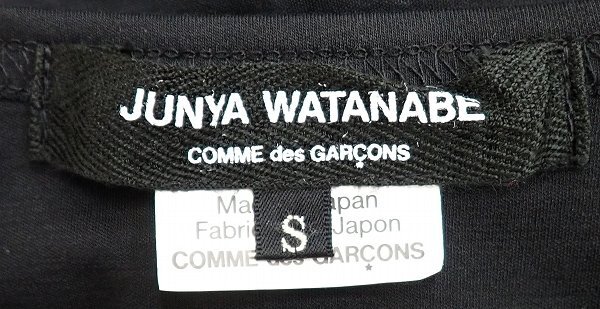 JUNYA WATANABE
COMME des GARÇONS
S
Ma apan
Fabri Japon
COMME des GARÇONS